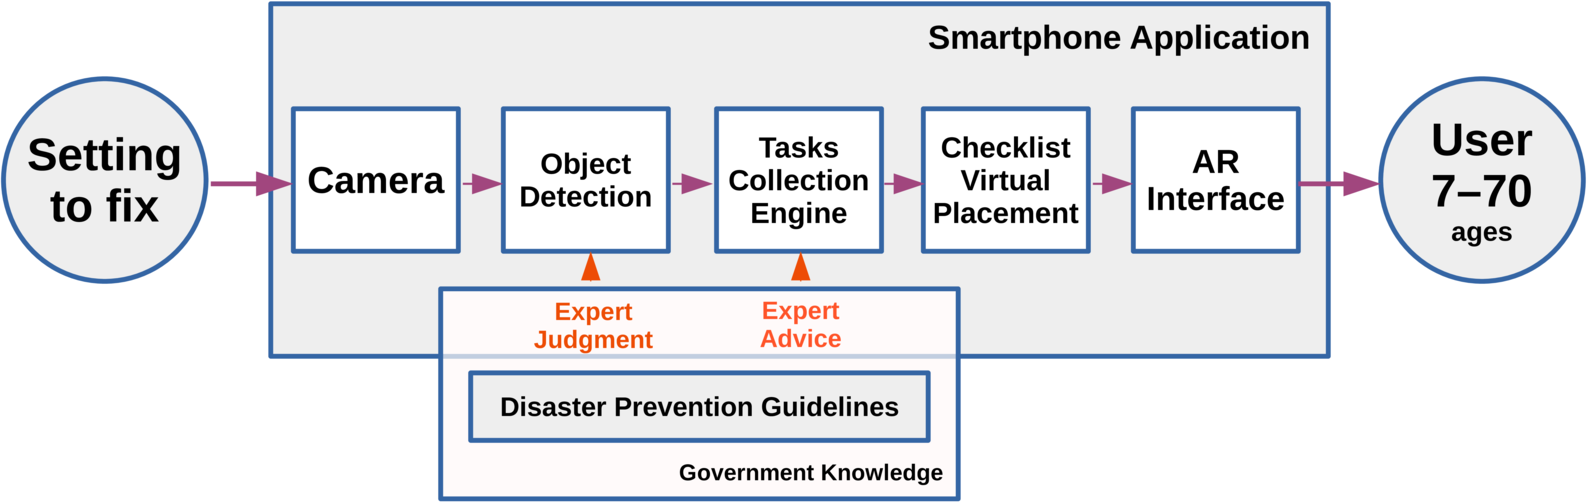 Smartphone Application
Setting
to fix
Camera
Object
Detection
Tasks
Collection
Engine
Checklist
Virtual
Placement
AR
Interface
User
7–70
ages
Expert
Judgment
Expert
Advice
Disaster Prevention Guidelines
Government Knowledge